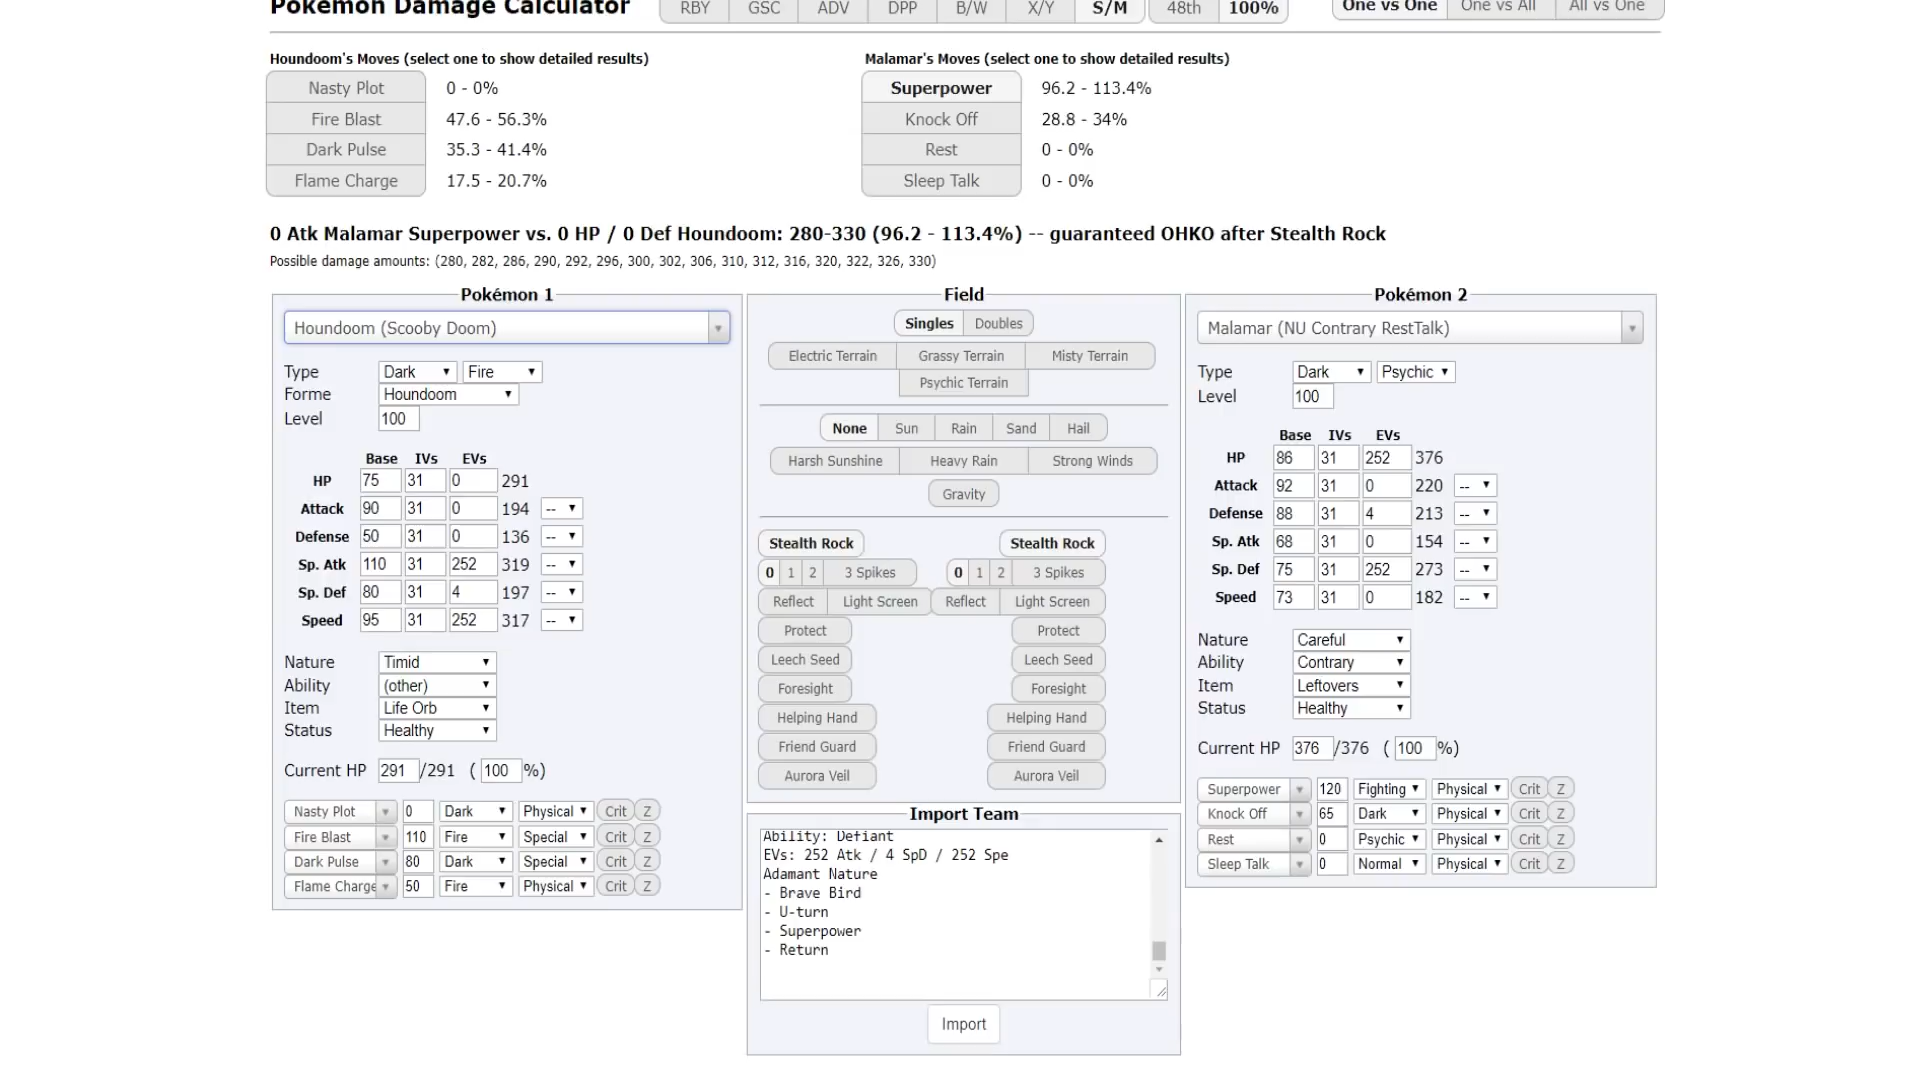 Pokémon Damage Calculator RBY GSC ADV DPP B/W X/Y S/M 48th 100% One vs One One vs All All vs One
Houndoom's Moves (select one to show detailed results)
Nasty Plot 0 - 0%
Fire Blast 47.6 - 56.3%
Dark Pulse 35.3 - 41.4%
Flame Charge 17.5 - 20.7%
Malamar's Moves (select one to show detailed results)
Superpower 96.2 - 113.4%
Knock Off 28.8 - 34%
Rest 0 - 0%
Sleep Talk 0 - 0%
0 Atk Malamar Superpower vs. 0 HP / 0 Def Houndoom: 280-330 (96.2 - 113.4%) -- guaranteed OHKO after Stealth Rock
Possible damage amounts: (280, 282, 286, 290, 292, 296, 300, 302, 306, 310, 312, 316, 320, 322, 326, 330)
Pokémon 1
Houndoom (Scooby Doom)
Type Dark Fire
Forme Houndoom
Level 100
Base IVs EVs
HP 75 31 0 291
Attack 90 31 0 194 --
Defense 50 31 0 136 --
Sp. Atk 110 31 252 319 --
Sp. Def 80 31 4 197 --
Speed 95 31 252 317 --
Nature Timid
Ability (other)
Item Life Orb
Status Healthy
Current HP 291 /291 ( 100 %)
Nasty Plot 0 Dark Physical Crit Z
Fire Blast 110 Fire Special Crit Z
Dark Pulse 80 Dark Special Crit Z
Flame Charge 50 Fire Physical Crit Z
Field
Singles Doubles
Electric Terrain Grassy Terrain Misty Terrain
Psychic Terrain
None Sun Rain Sand Hail
Harsh Sunshine Heavy Rain Strong Winds
Gravity
Stealth Rock Stealth Rock
0 1 2 3 Spikes 0 1 2 3 Spikes
Reflect Light Screen Reflect Light Screen
Protect Protect
Leech Seed Leech Seed
Foresight Foresight
Helping Hand Helping Hand
Friend Guard Friend Guard
Aurora Veil Aurora Veil
Import Team
Ability: Defiant
EVs: 252 Atk / 4 SpD / 252 Spe
Adamant Nature
- Brave Bird
- U-turn
- Superpower
- Return
Import
Pokémon 2
Malamar (NU Contrary RestTalk)
Type Dark Psychic
Level 100
Base IVs EVs
HP 86 31 252 376
Attack 92 31 0 220 --
Defense 88 31 4 213 --
Sp. Atk 68 31 0 154 --
Sp. Def 75 31 252 273 --
Speed 73 31 0 182 --
Nature Careful
Ability Contrary
Item Leftovers
Status Healthy
Current HP 376 /376 ( 100 %)
Superpower 120 Fighting Physical Crit Z
Knock Off 65 Dark Physical Crit Z
Rest 0 Psychic Physical Crit Z
Sleep Talk 0 Normal Physical Crit Z